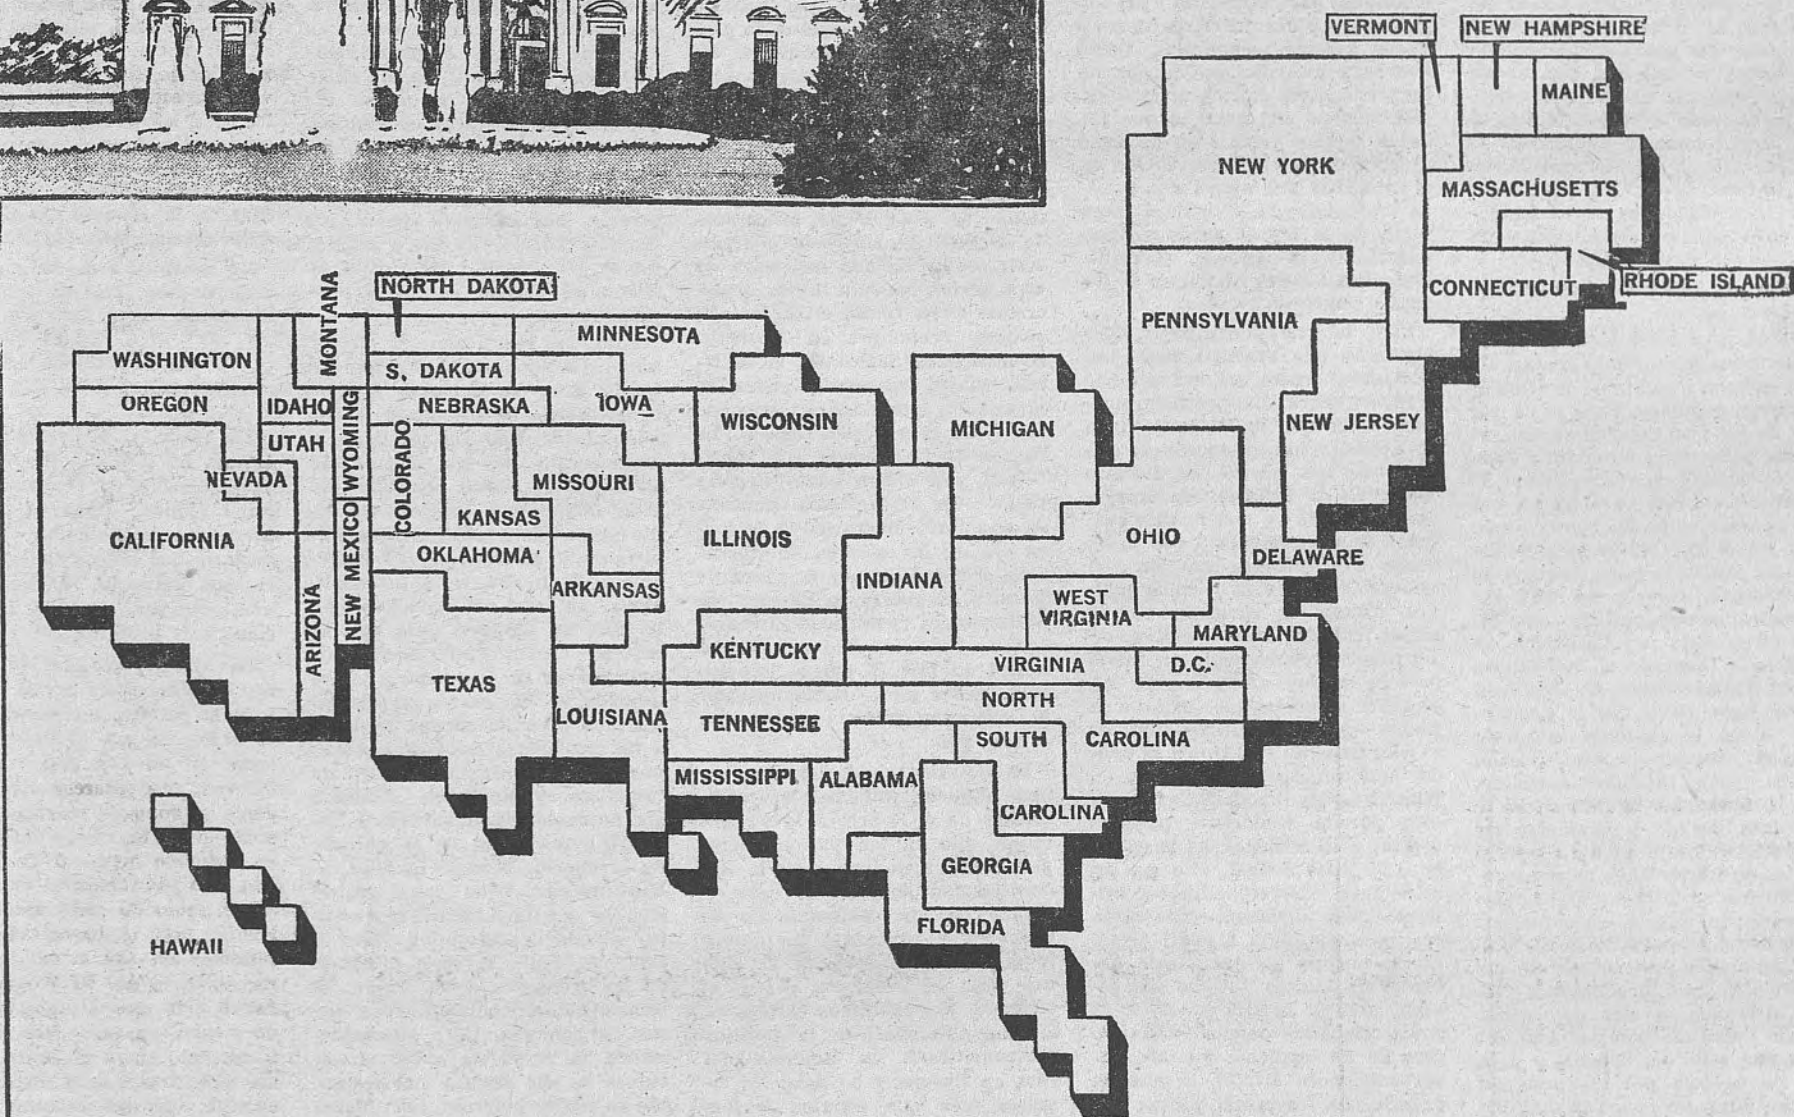 VERMONT
NEW HAMPSHIRE
MAINE
NEW YORK
MASSACHUSETTS
RHODE ISLAND
CONNECTICUT
MONTANA
NORTH DAKOTA
PENNSYLVANIA
MINNESOTA
WASHINGTON
S. DAKOTA
OREGON
IDAHO
WYOMING
NEBRASKA
IOWA
WISCONSIN
MICHIGAN
NEW JERSEY
UTAH
COLORADO
NEVADA
MISSOURI
KANSAS
CALIFORNIA
NEW MEXICO
OKLAHOMA
ILLINOIS
OHIO
DELAWARE
ARKANSAS
INDIANA
ARIZONA
WEST
VIRGINIA
MARYLAND
KENTUCKY
VIRGINIA
D.C.
TEXAS
NORTH
CAROLINA
LOUISIANA
TENNESSEE
SOUTH
CAROLINA
MISSISSIPPI
ALABAMA
GEORGIA
FLORIDA
HAWAII